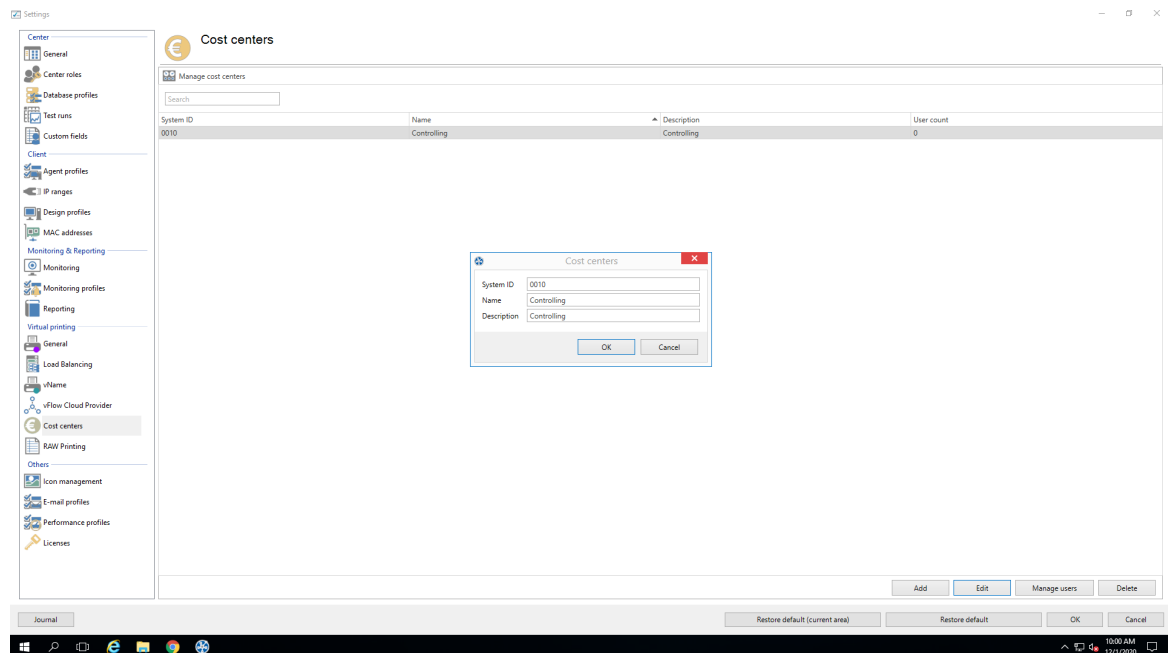 Settings
Center
General
Center roles
Database profiles
Test runs
Custom fields
Client
Agent profiles
IP ranges
Design profiles
MAC addresses
Monitoring & Reporting
Monitoring
Monitoring profiles
Reporting
Virtual printing
General
Load Balancing
vName
vFlow Cloud Provider
Cost centers
RAW Printing
Others
Icon management
E-mail profiles
Performance profiles
Licenses
Cost centers
Manage cost centers
Search
System ID Name Description User count
0010 Controlling Controlling 0
Cost centers
System ID 0010
Name Controlling
Description Controlling
OK Cancel
Add Edit Manage users Delete
Journal Restore default (current area) Restore default OK Cancel
10:00 AM
12/1/2020